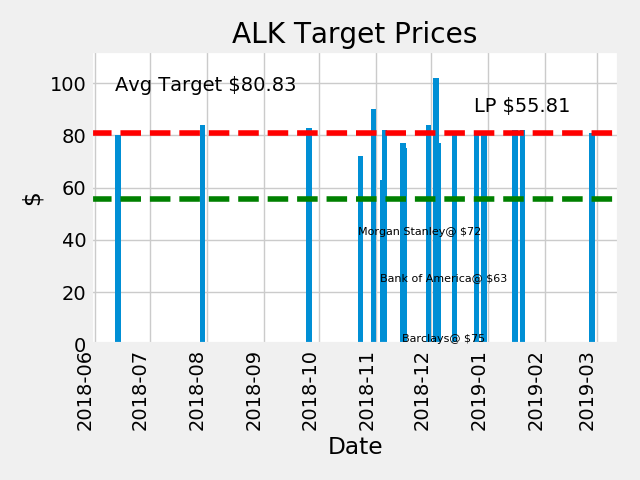 ALK Target Prices
Avg Target $80.83
LP $55.81
Morgan Stanley@ $72
Bank of America@ $63
Barclays@ $75
$
100
80
60
40
20
0
2018-06
2018-07
2018-08
2018-09
2018-10
2018-11
2018-12
2019-01
2019-02
2019-03
Date